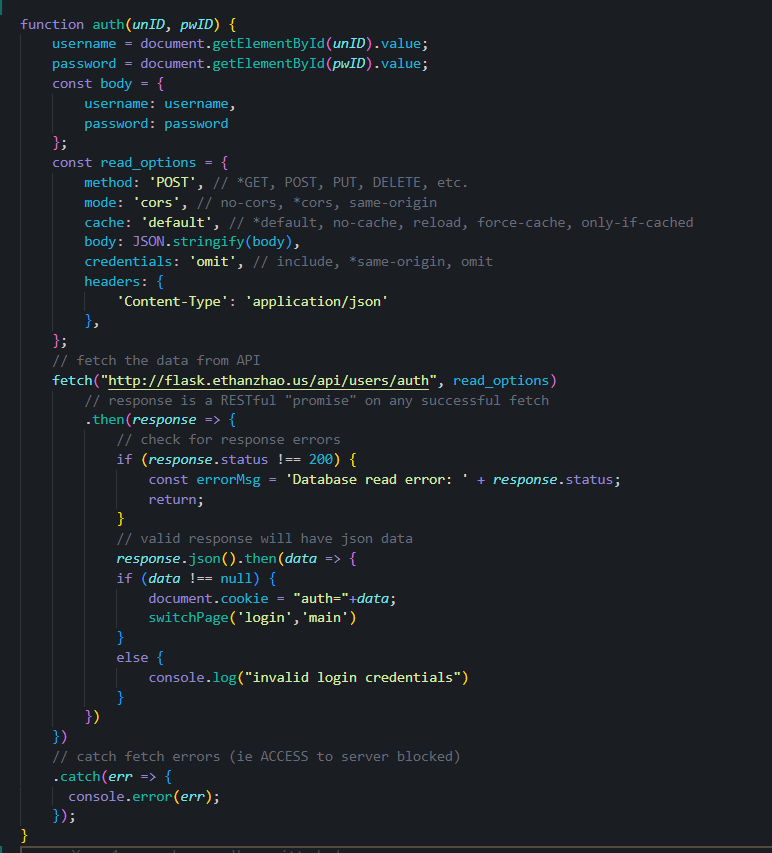 function auth(unID, pwID) {
    username = document.getElementById(unID).value;
    password = document.getElementById(pwID).value;
    const body = {
        username: username,
        password: password
    };
    const read_options = {
        method: 'POST', // *GET, POST, PUT, DELETE, etc.
        mode: 'cors', // no-cors, *cors, same-origin
        cache: 'default', // *default, no-cache, reload, force-cache, only-if-cached
        body: JSON.stringify(body),
        credentials: 'omit', // include, *same-origin, omit
        headers: {
            'Content-Type': 'application/json'
        },
    };
    // fetch the data from API
    fetch("http://flask.ethanzhao.us/api/users/auth", read_options)
        // response is a RESTful "promise" on any successful fetch
        .then(response => {
            // check for response errors
            if (response.status !== 200) {
                const errorMsg = 'Database read error: ' + response.status;
                return;
            }
            // valid response will have json data
            response.json().then(data => {
            if (data !== null) {
                document.cookie = "auth="+data;
                switchPage('login','main')
            }
            else {
                console.log("invalid login credentials")
            }
        })
    })
    // catch fetch errors (ie ACCESS to server blocked)
    .catch(err => {
      console.error(err);
    });
}